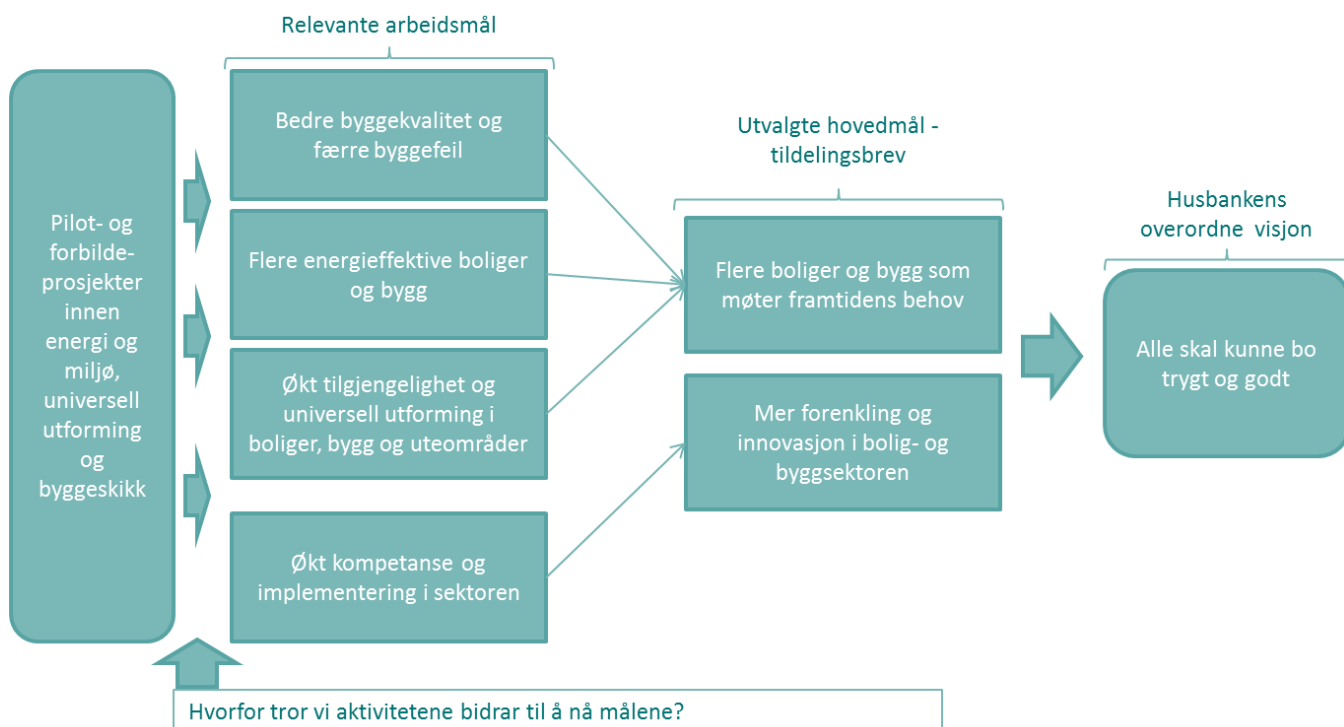 Relevante arbeidsmål
Pilot- og
forbilde-
prosjekter
innen
energi og
miljø,
universell
utforming
og
byggeskikk
Bedre byggekvalitet og
færre byggefeil
Flere energieffektive boliger
og bygg
Økt tilgjengelighet og
universell utforming i
boliger, bygg og uteområder
Økt kompetanse og
implementering i sektoren
Utvalgte hovedmål -
tildelingsbrev
Flere boliger og bygg som
møter framtidens behov
Mer forenkling og
innovasjon i bolig- og
byggsektoren
Husbankens
overordne visjon
Alle skal kunne bo
trygt og godt
Hvorfor tror vi aktivitetene bidrar til å nå målene?